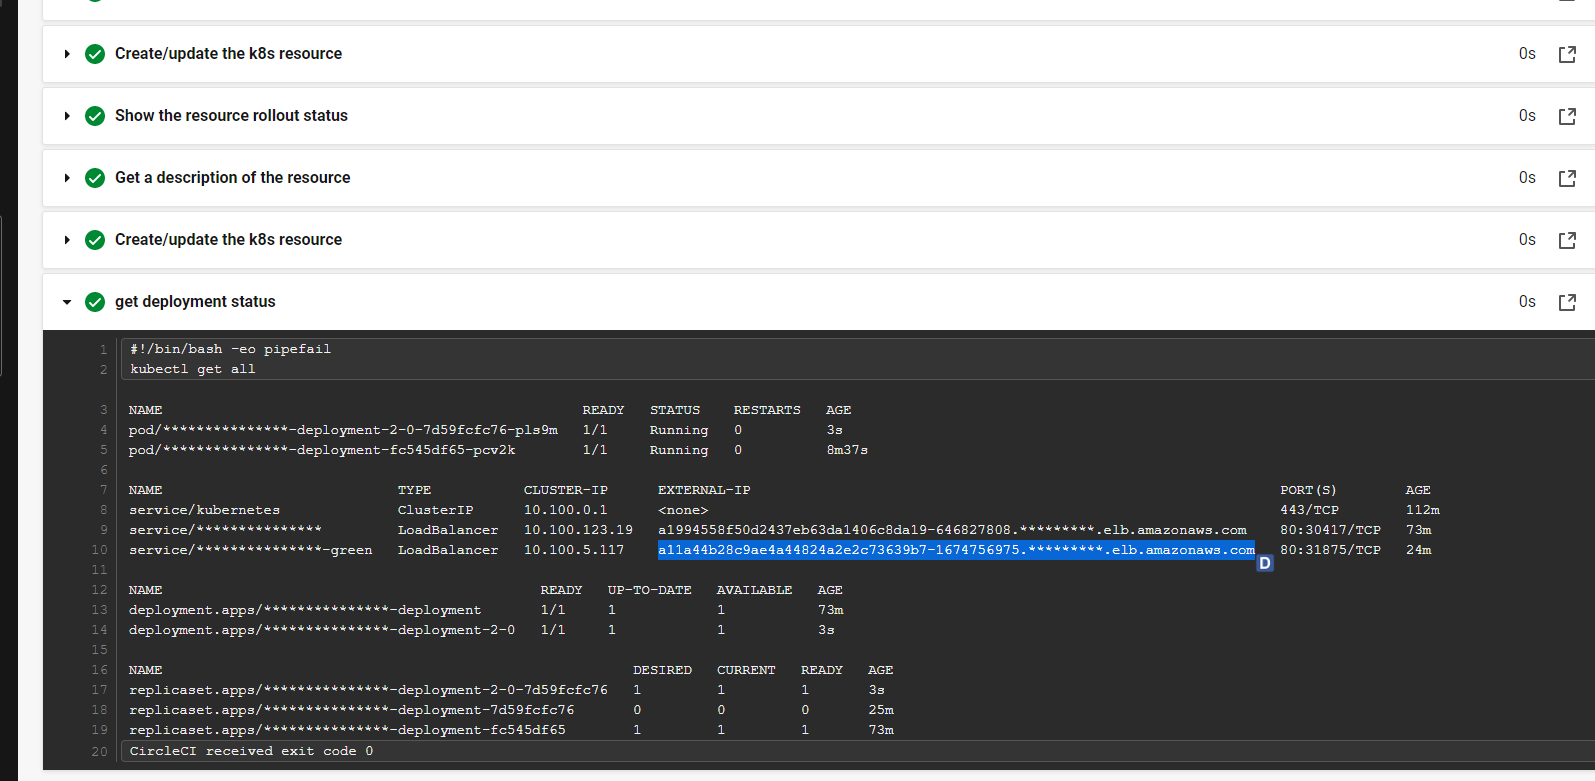 Create/update the k8s resource 0s
Show the resource rollout status 0s
Get a description of the resource 0s
Create/update the k8s resource 0s
get deployment status 0s
1 #!/bin/bash -eo pipefail
2 kubectl get all
3 NAME READY STATUS RESTARTS AGE
4 pod/***************-deployment-2-0-7d59fcfc76-pls9m 1/1 Running 0 3s
5 pod/***************-deployment-fc545df65-pcv2k 1/1 Running 0 8m37s
6
7 NAME TYPE CLUSTER-IP EXTERNAL-IP PORT(S) AGE
8 service/kubernetes ClusterIP 10.100.0.1 <none> 443/TCP 112m
9 service/*************** LoadBalancer 10.100.123.19 a1994558f50d2437eb63da1406c8da19-646827808.*********.elb.amazonaws.com 80:30417/TCP 73m
10 service/***************-green LoadBalancer 10.100.5.117 a11a44b28c9ae4a44824a2e2c73639b7-1674756975.*********.elb.amazonaws.com 80:31875/TCP 24m
D
11
12 NAME READY UP-TO-DATE AVAILABLE AGE
13 deployment.apps/***************-deployment 1/1 1 1 73m
14 deployment.apps/***************-deployment-2-0 1/1 1 1 3s
15
16 NAME DESIRED CURRENT READY AGE
17 replicaset.apps/***************-deployment-2-0-7d59fcfc76 1 1 1 3s
18 replicaset.apps/***************-deployment-7d59fcfc76 0 0 0 25m
19 replicaset.apps/***************-deployment-fc545df65 1 1 1 73m
20 CircleCI received exit code 0